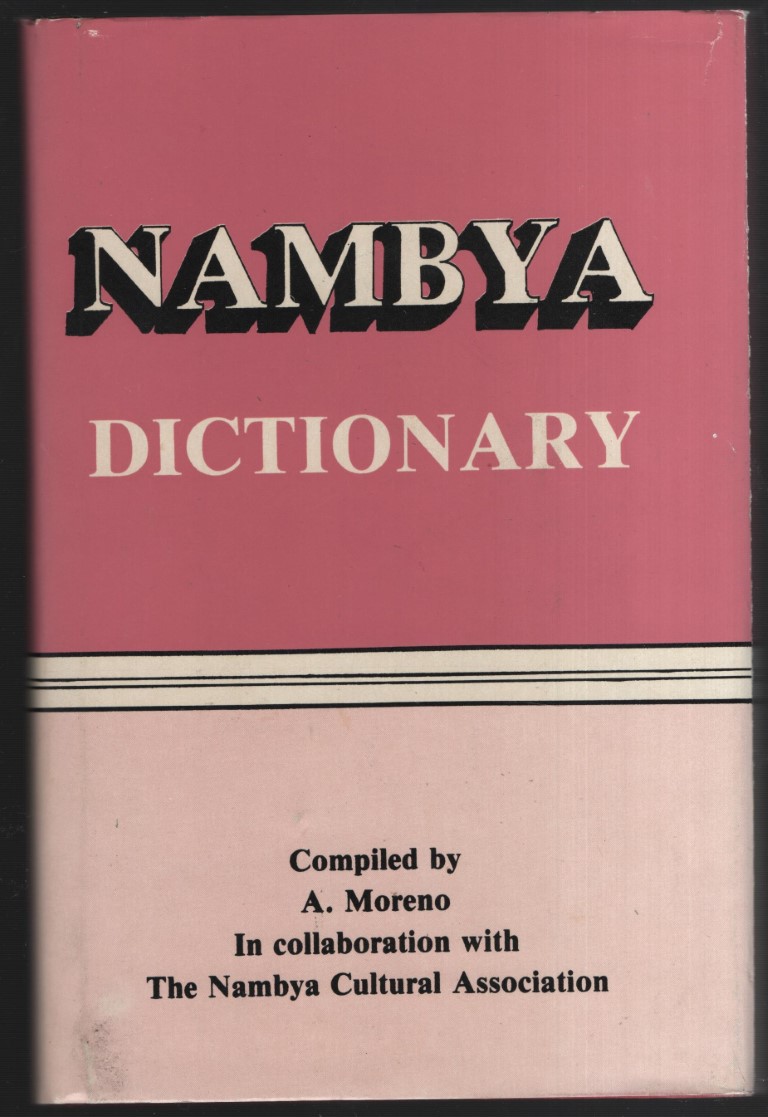 NAMBYA
DICTIONARY
Compiled by
A. Moreno
In collaboration with
The Nambya Cultural Association